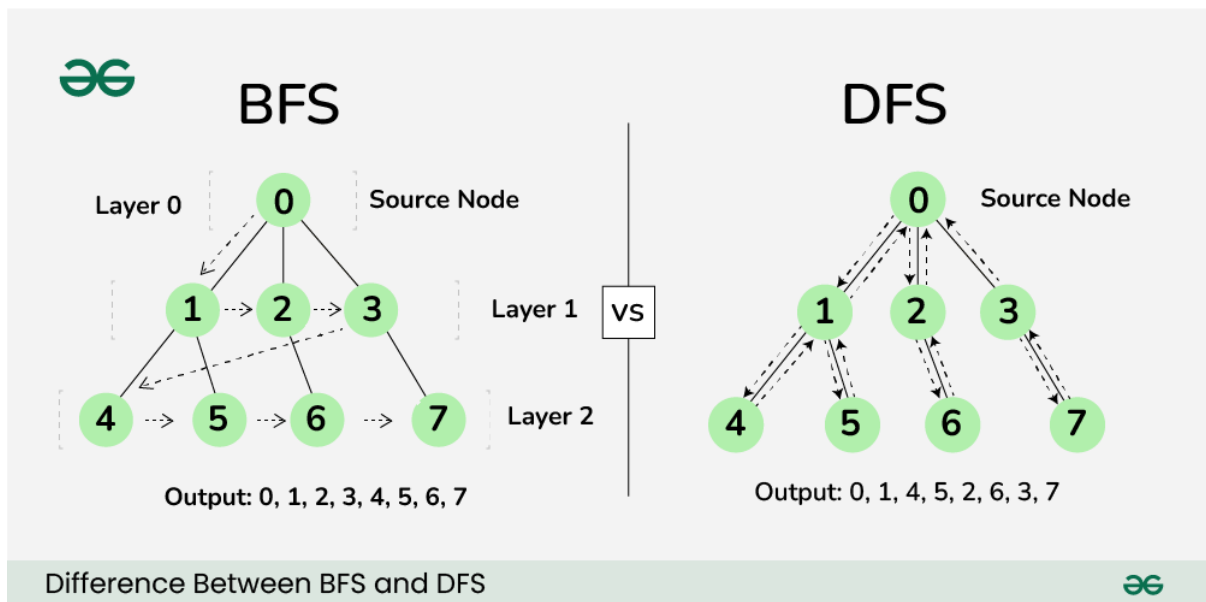 BFS
Layer 0
0
Source Node
1
2
3
Layer 1
4
5
6
7
Layer 2
Output: 0, 1, 2, 3, 4, 5, 6, 7
VS
DFS
0
Source Node
1
2
3
4
5
6
7
Output: 0, 1, 4, 5, 2, 6, 3, 7
Difference Between BFS and DFS